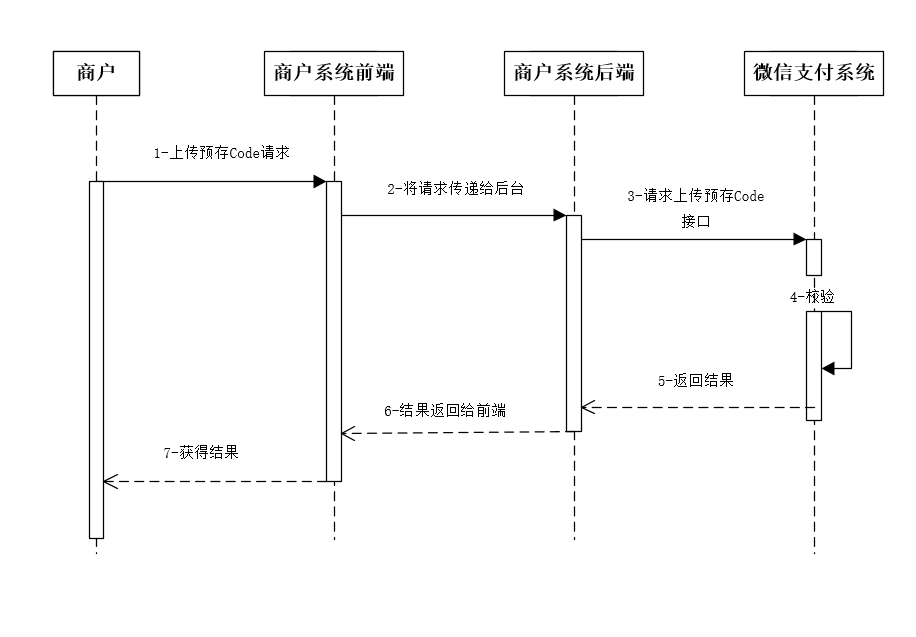 商户
商户系统前端
商户系统后端
微信支付系统
1-上传预存Code请求
2-将请求传递给后台
3-请求上传预存Code
接口
4-校验
5-返回结果
6-结果返回给前端
7-获得结果